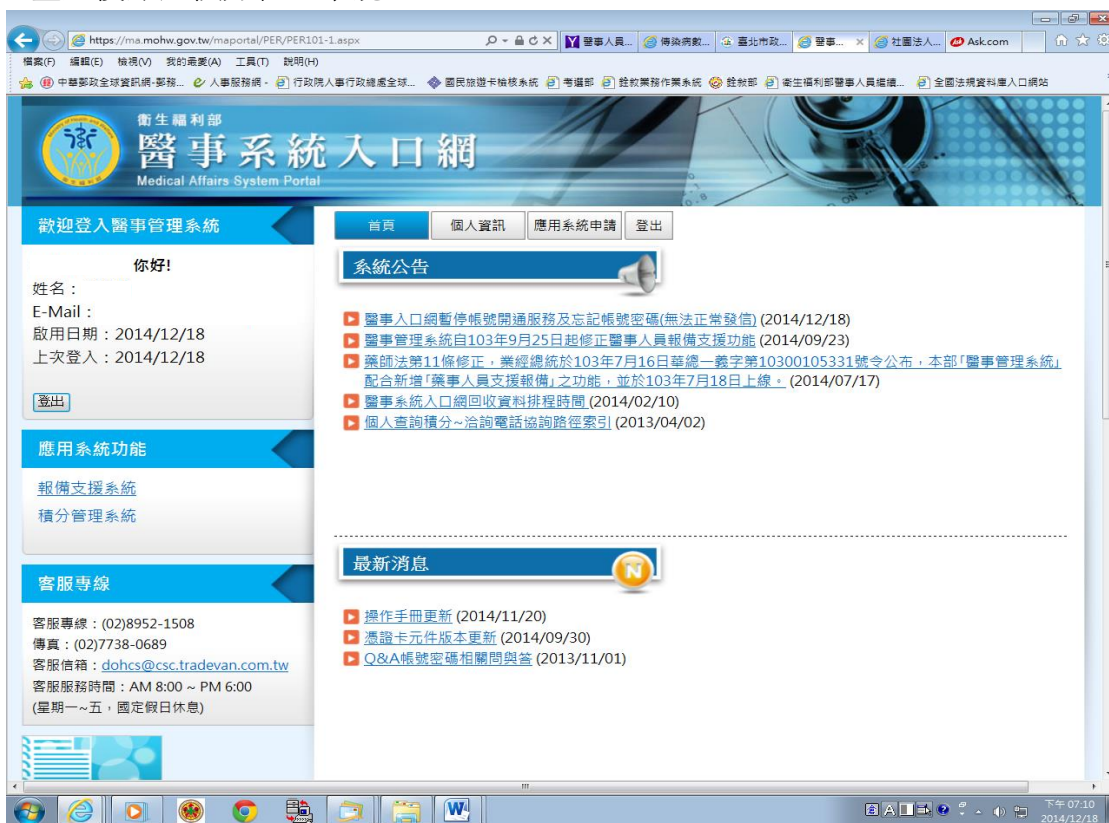 https://ma.mohw.gov.tw/maportal/PER/PER101-1.aspx
醫事人員...
傳染病數...
臺北市政...
醫事...
社團法人...
Ask.com
檔案(F) 編輯(E) 檢視(V) 我的最愛(A) 工具(T) 說明(H)
中華郵政全球資訊網-郵務... 人事服務網 - 行政院人事行政總處全球... 國民旅遊卡檢核系統 考選部 銓敘業務作業系統 銓敘部 衛生福利部醫事人員繼續... 全國法規資料庫入口網站
衛生福利部
醫事系統入口網
Medical Affairs System Portal
歡迎登入醫事管理系統
你好!
姓名：
E-Mail：
啟用日期：2014/12/18
上次登入：2014/12/18
登出
應用系統功能
報備支援系統
積分管理系統
客服專線
客服專線：(02)8952-1508
傳真：(02)7738-0689
客服信箱：dohcs@csc.tradevan.com.tw
客服服務時間：AM 8:00 ~ PM 6:00
(星期一~五，國定假日休息)
首頁 個人資訊 應用系統申請 登出
系統公告
醫事入口網暫停帳號開通服務及忘記帳號密碼(無法正常發信) (2014/12/18)
醫事管理系統自103年9月25日起修正醫事人員報備支援功能 (2014/09/23)
藥師法第11條修正，業經總統於103年7月16日華總一義字第10300105331號令公布，本部「醫事管理系統」
配合新增「藥事人員支援報備」之功能，並於103年7月18日上線。 (2014/07/17)
醫事系統入口網回收資料排程時間 (2014/02/10)
個人查詢積分~洽詢電話協詢路徑索引 (2013/04/02)
最新消息
N
操作手冊更新 (2014/11/20)
憑證卡元件版本更新 (2014/09/30)
Q&A帳號密碼相關問與答 (2013/11/01)
下午 07:10
2014/12/18